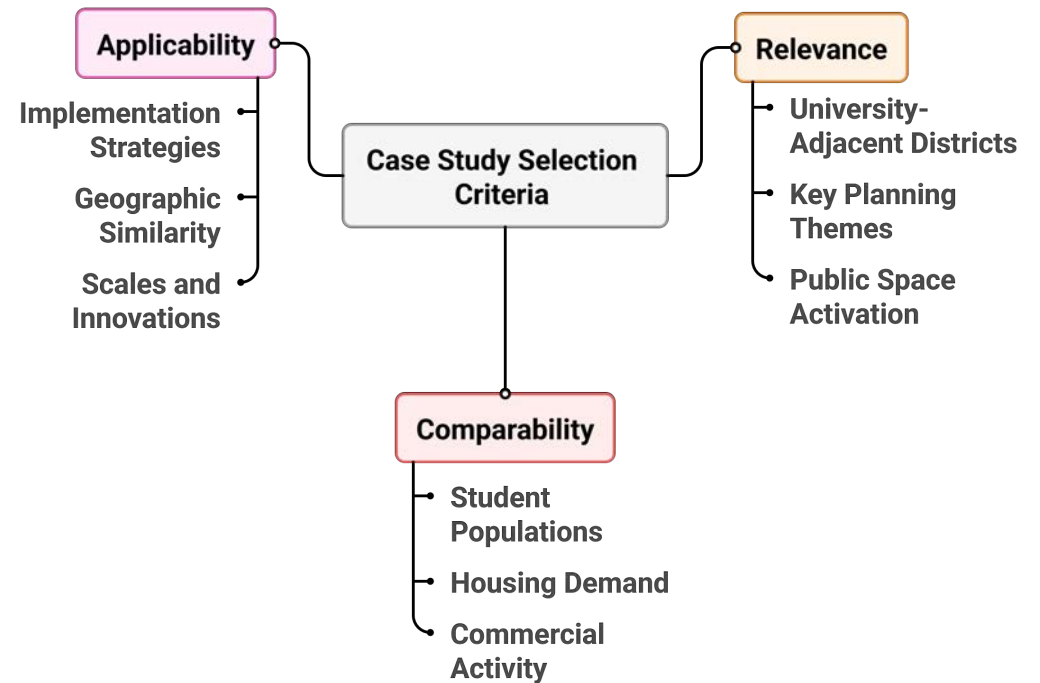 Applicability
Implementation
Strategies
Geographic
Similarity
Scales and
Innovations
Case Study Selection
Criteria
Relevance
University-
Adjacent Districts
Key Planning
Themes
Public Space
Activation
Comparability
Student
Populations
Housing Demand
Commercial
Activity